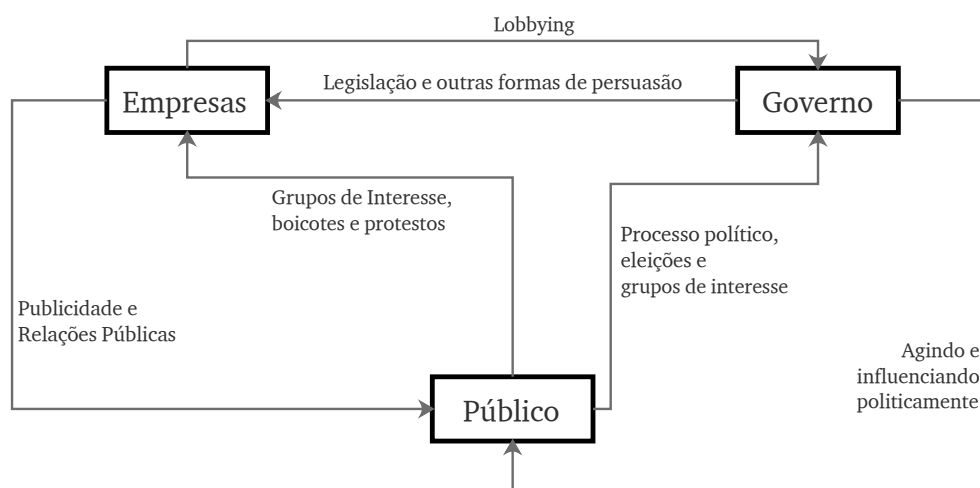 Lobbying
Legislação e outras formas de persuasão
Empresas
Governo
Grupos de Interesse,
boicotes e protestos
Processo político,
eleições e
grupos de interesse
Publicidade e
Relações Públicas
Agindo e
influenciando
politicamente
Público